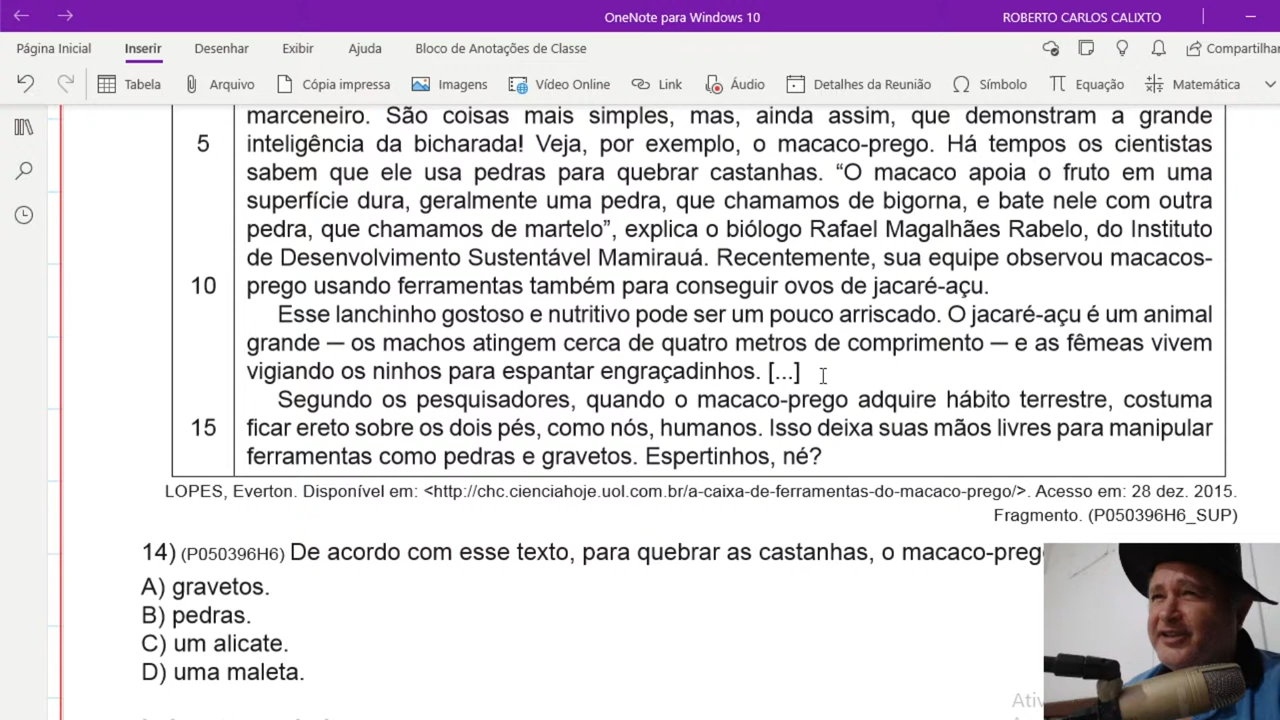 OneNote para Windows 10
ROBERTO CARLOS CALIXTO
Página Inicial Inserir Desenhar Exibir Ajuda Bloco de Anotações de Classe Compartilhar
Tabela Arquivo Cópia impressa Imagens Vídeo Online Link Áudio Detalhes da Reunião Símbolo Equação Matemática
marceneiro. São coisas mais simples, mas, ainda assim, que demonstram a grande
5 inteligência da bicharada! Veja, por exemplo, o macaco-prego. Há tempos os cientistas
sabem que ele usa pedras para quebrar castanhas. “O macaco apoia o fruto em uma
superfície dura, geralmente uma pedra, que chamamos de bigorna, e bate nele com outra
pedra, que chamamos de martelo”, explica o biólogo Rafael Magalhães Rabelo, do Instituto
de Desenvolvimento Sustentável Mamirauá. Recentemente, sua equipe observou macacos-
10 prego usando ferramentas também para conseguir ovos de jacaré-açu.
Esse lanchinho gostoso e nutritivo pode ser um pouco arriscado. O jacaré-açu é um animal
grande — os machos atingem cerca de quatro metros de comprimento — e as fêmeas vivem
vigiando os ninhos para espantar engraçadinhos. [...]
Segundo os pesquisadores, quando o macaco-prego adquire hábito terrestre, costuma
15 ficar ereto sobre os dois pés, como nós, humanos. Isso deixa suas mãos livres para manipular
ferramentas como pedras e gravetos. Espertinhos, né?
LOPES, Everton. Disponível em: <http://chc.cienciahoje.uol.com.br/a-caixa-de-ferramentas-do-macaco-prego/>. Acesso em: 28 dez. 2015.
Fragmento. (P050396H6_SUP)
14) (P050396H6) De acordo com esse texto, para quebrar as castanhas, o macaco-preg
A) gravetos.
B) pedras.
C) um alicate.
D) uma maleta.